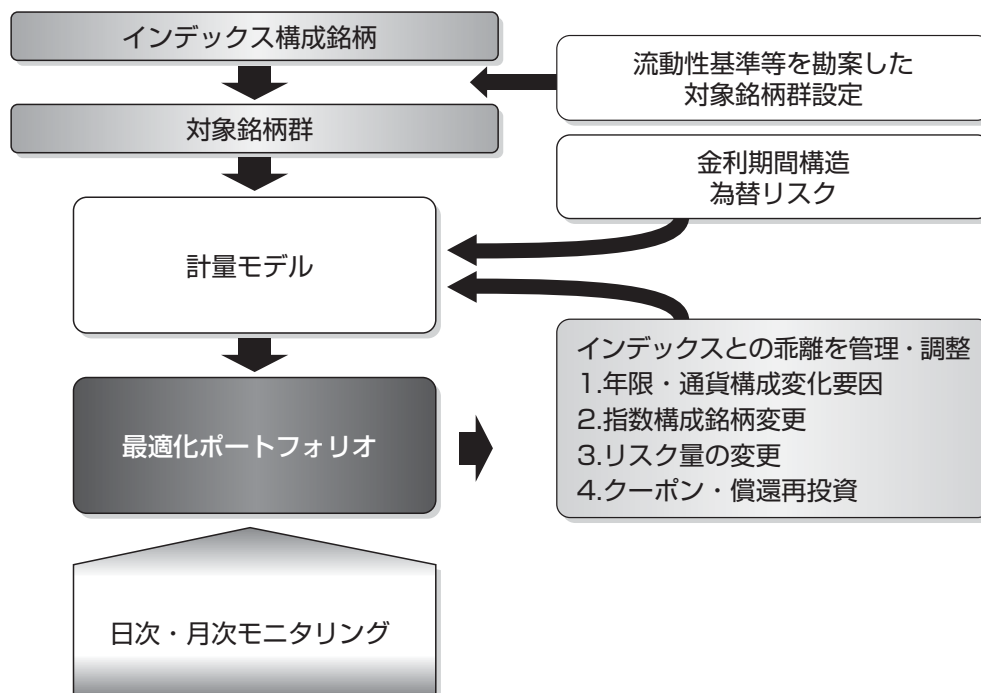 インデックス構成銘柄
流動性基準等を勘案した
対象銘柄群設定
対象銘柄群
金利期間構造
為替リスク
計量モデル
インデックスとの乖離を管理・調整
1.年限・通貨構成変化要因
2.指数構成銘柄変更
3.リスク量の変更
4.クーポン・償還再投資
最適化ポートフォリオ
日次・月次モニタリング